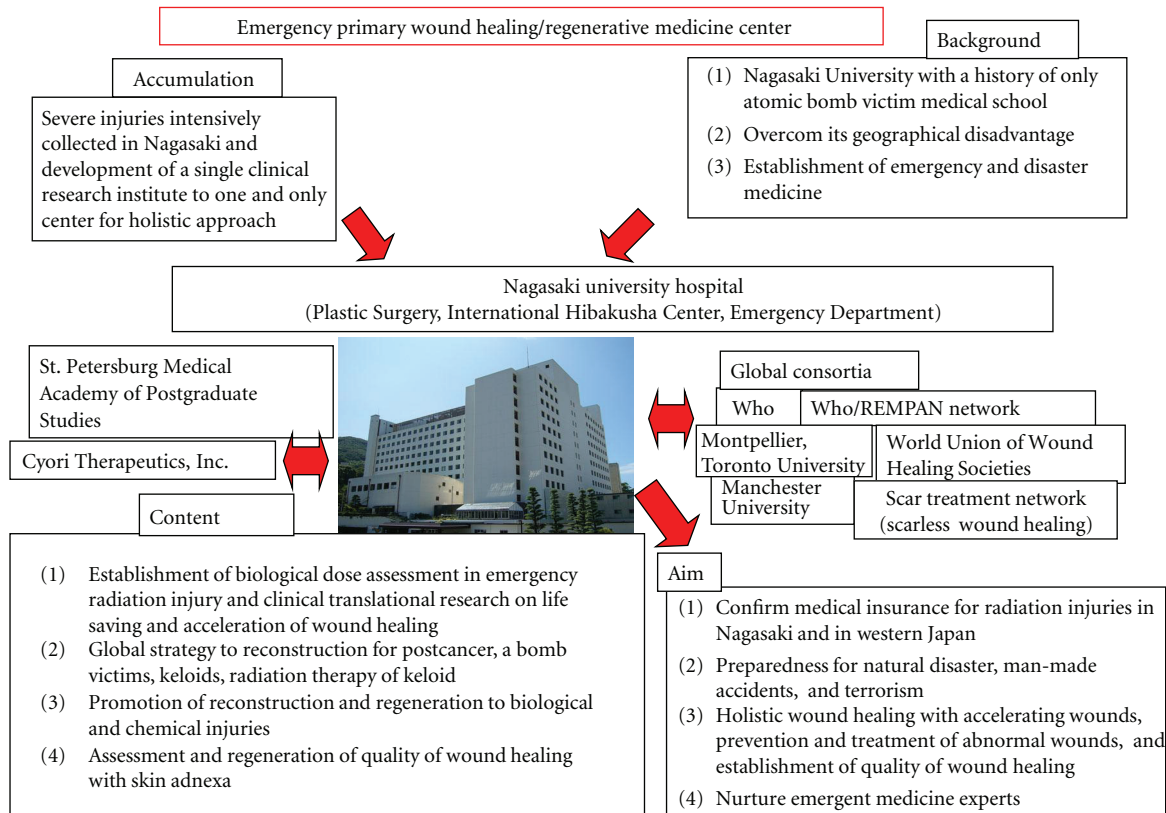 Emergency primary wound healing/regenerative medicine center
Accumulation
Severe injuries intensively
collected in Nagasaki and
development of a single clinical
research institute to one and only
center for holistic approach
Background
(1) Nagasaki University with a history of only
atomic bomb victim medical school
(2) Overcom its geographical disadvantage
(3) Establishment of emergency and disaster
medicine
Nagasaki university hospital
(Plastic Surgery, International Hibakusha Center, Emergency Department)
St. Petersburg Medical
Academy of Postgraduate
Studies
Cyori Therapeutics, Inc.
Global consortia
Who
Who/REMPAN network
Montpellier,
Toronto University
World Union of Wound
Healing Societies
Manchester
University
Scar treatment network
(scarless wound healing)
Content
(1) Establishment of biological dose assessment in emergency
radiation injury and clinical translational research on life
saving and acceleration of wound healing
(2) Global strategy to reconstruction for postcancer, a bomb
victims, keloids, radiation therapy of keloid
(3) Promotion of reconstruction and regeneration to biological
and chemical injuries
(4) Assessment and regeneration of quality of wound healing
with skin adnexa
Aim
(1) Confirm medical insurance for radiation injuries in
Nagasaki and in western Japan
(2) Preparedness for natural disaster, man-made
accidents, and terrorism
(3) Holistic wound healing with accelerating wounds,
prevention and treatment of abnormal wounds, and
establishment of quality of wound healing
(4) Nurture emergent medicine experts